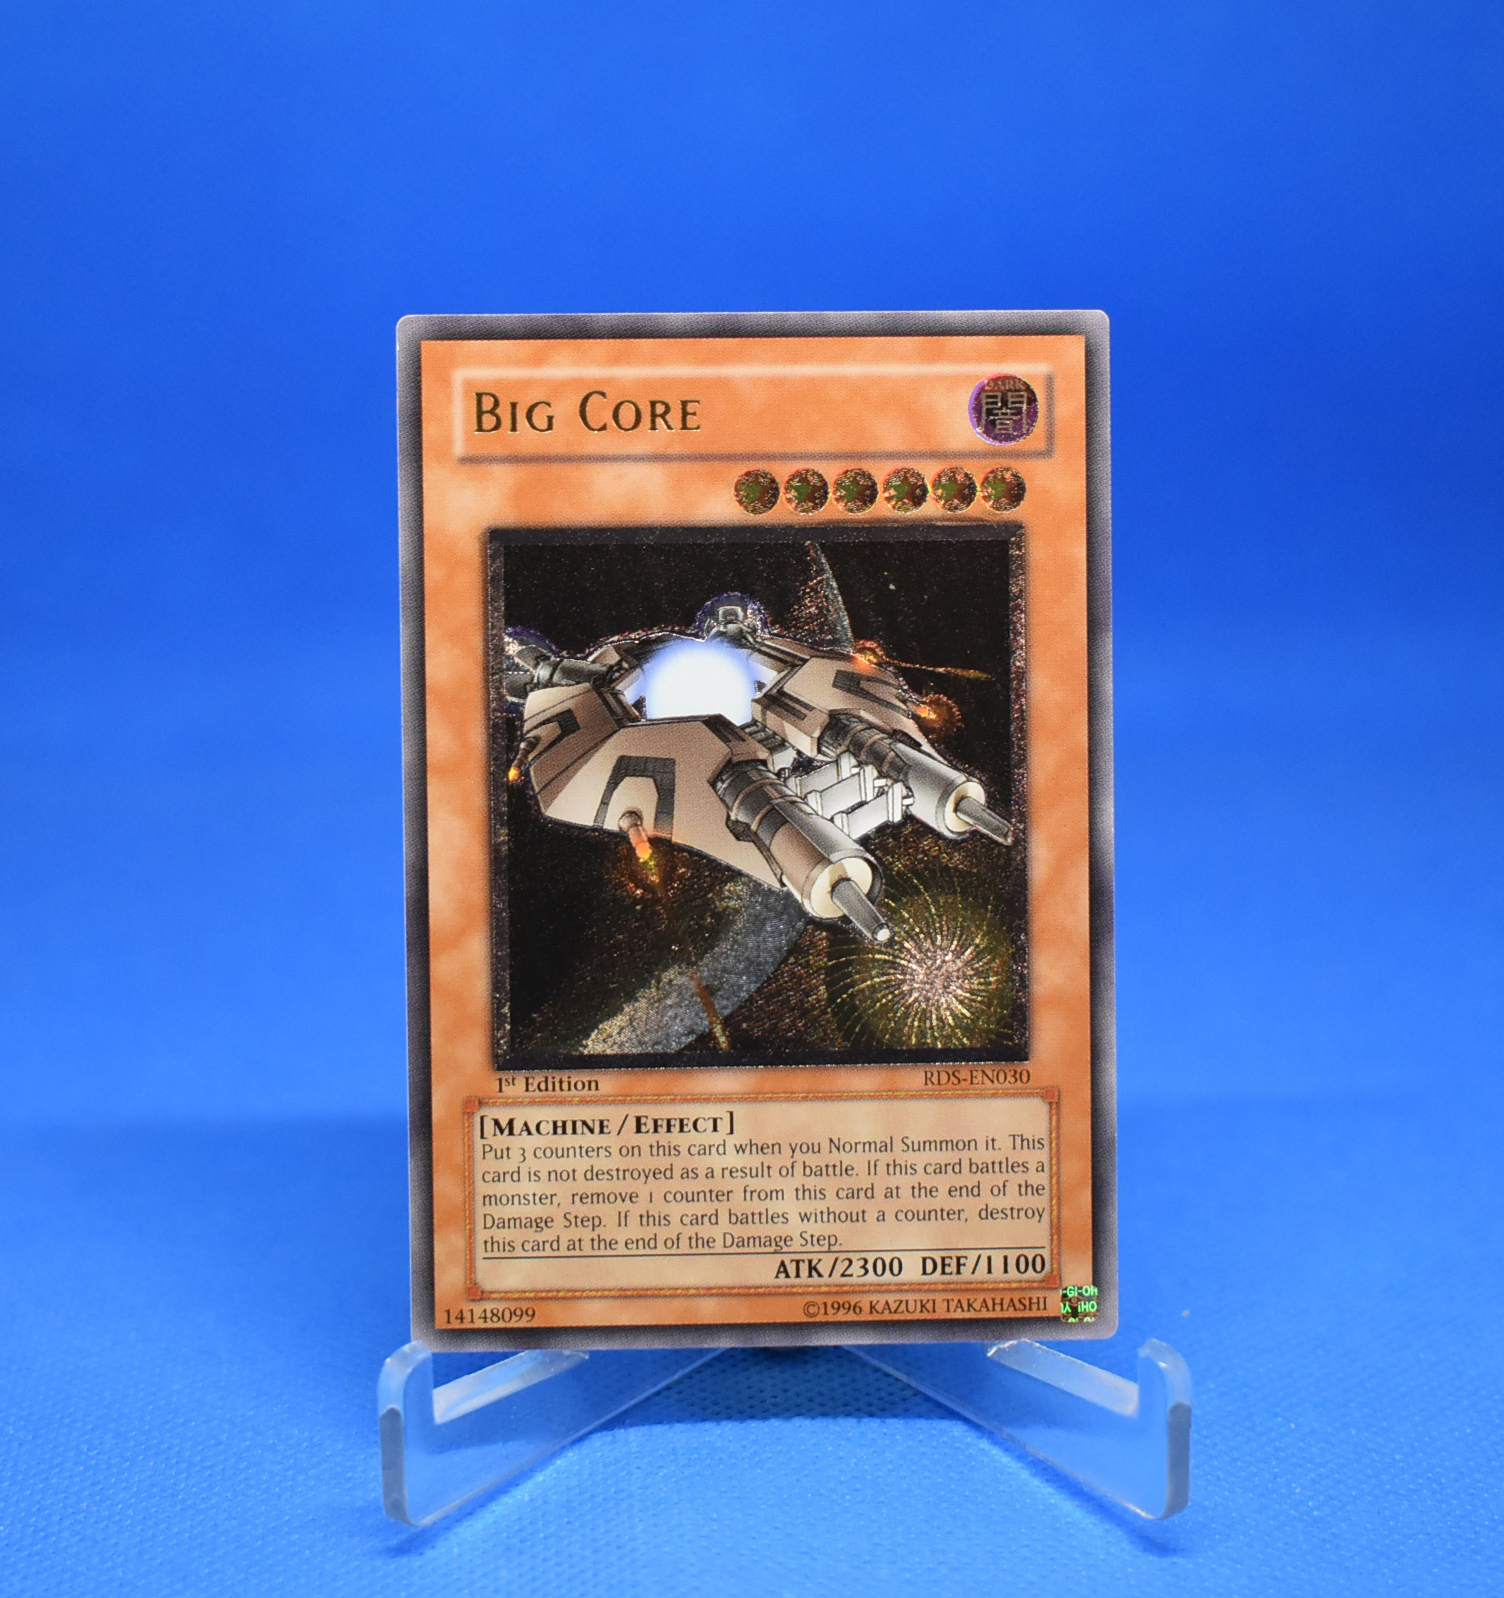 BIG CORE
DARK
闇
1st Edition
RDS-EN030
[MACHINE / EFFECT]
Put 3 counters on this card when you Normal Summon it. This
card is not destroyed as a result of battle. If this card battles a
monster, remove 1 counter from this card at the end of the
Damage Step. If this card battles without a counter, destroy
this card at the end of the Damage Step.
ATK/2300 DEF/1100
14148099
©1996 KAZUKI TAKAHASHI
-GI-OH